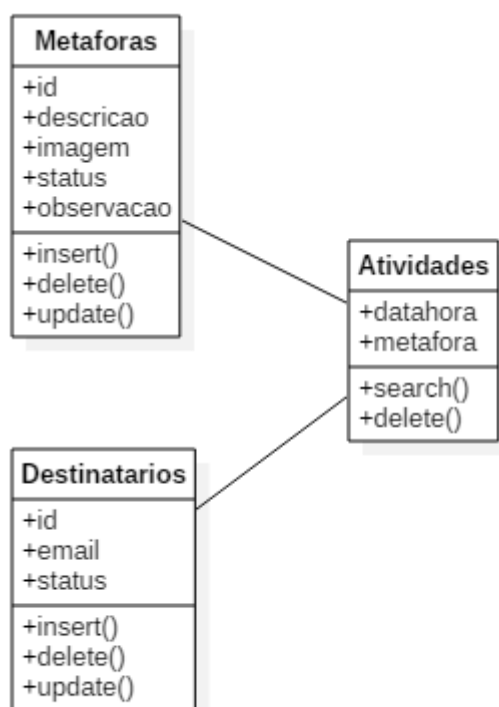 Metaforas
+id
+descricao
+imagem
+status
+observacao
+insert()
+delete()
+update()
Atividades
+datahora
+metafora
+search()
+delete()
Destinatarios
+id
+email
+status
+insert()
+delete()
+update()